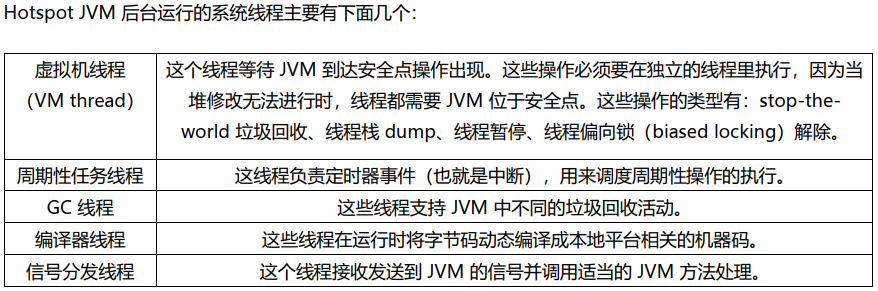 Hotspot JVM 后台运行的系统线程主要有下面几个：
虚拟机线程
（VM thread）
这个线程等待 JVM 到达安全点操作出现。这些操作必须要在独立的线程里执行，因为当
堆修改无法进行时，线程都需要 JVM 位于安全点。这些操作的类型有：stop-the-
world 垃圾回收、线程栈 dump、线程暂停、线程偏向锁（biased locking）解除。
周期性任务线程
这线程负责定时器事件（也就是中断），用来调度周期性操作的执行。
GC 线程
这些线程支持 JVM 中不同的垃圾回收活动。
编译器线程
这些线程在运行时将字节码动态编译成本地平台相关的机器码。
信号分发线程
这个线程接收发送到 JVM 的信号并调用适当的 JVM 方法处理。